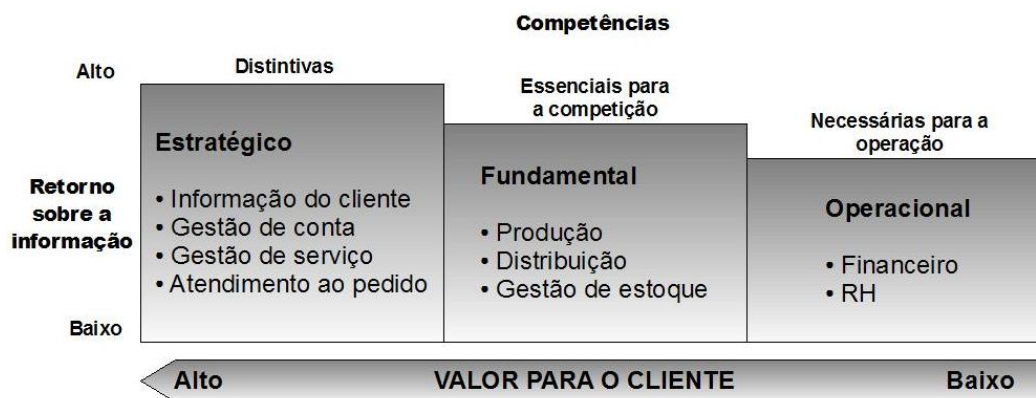 Competências
Alto
Distintivas
Essenciais para
a competição
Necessárias para a
operação
Retorno
sobre a
informação
Baixo
Estratégico
• Informação do cliente
• Gestão de conta
• Gestão de serviço
• Atendimento ao pedido
Fundamental
• Produção
• Distribuição
• Gestão de estoque
Operacional
• Financeiro
• RH
Alto VALOR PARA O CLIENTE Baixo